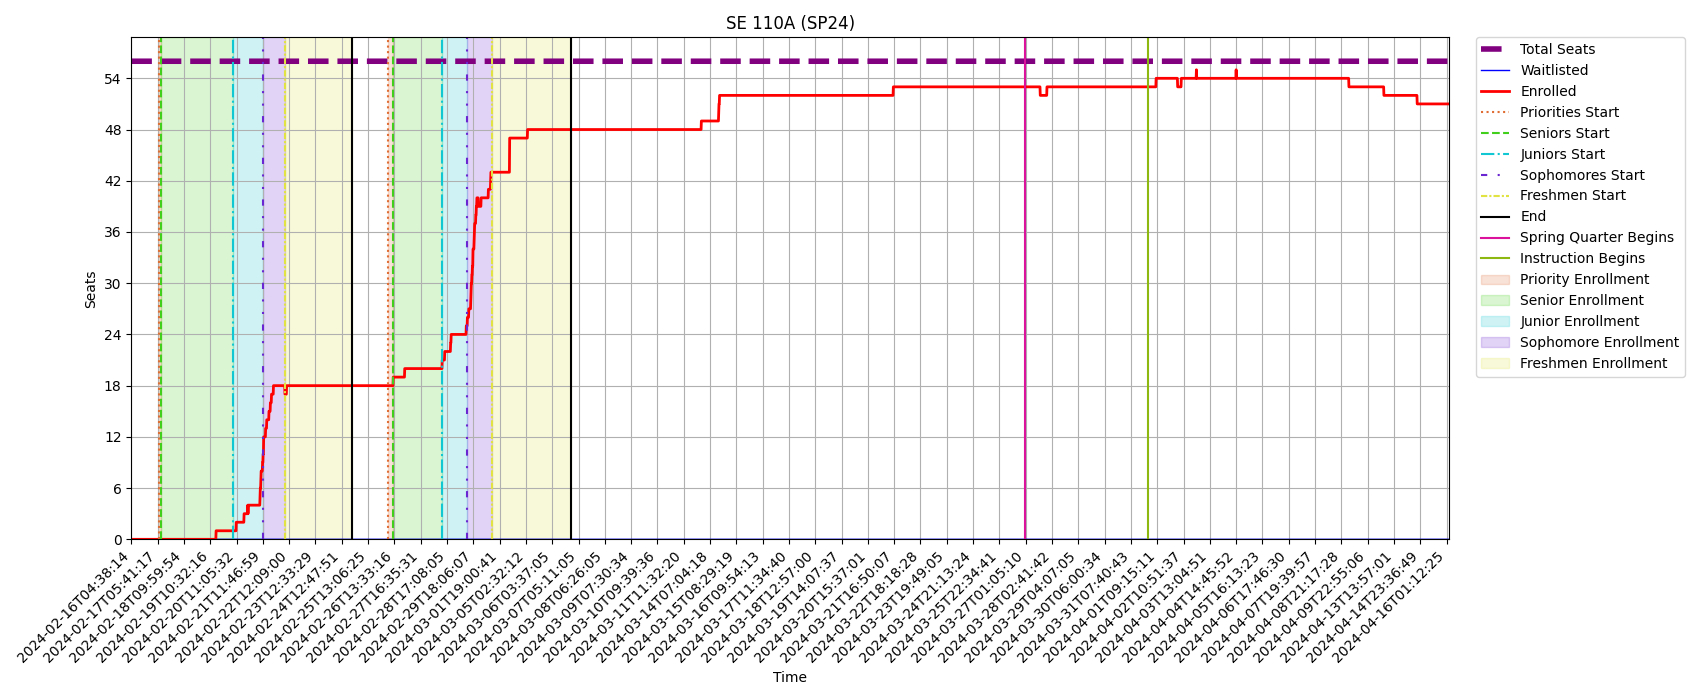 SE 110A (SP24)
Seats
54
48
42
36
30
24
18
12
6
0
2024-02-16T04:38:14
2024-02-17T05:41:17
2024-02-18T09:59:54
2024-02-19T10:32:16
2024-02-20T11:05:32
2024-02-21T11:46:59
2024-02-22T12:09:00
2024-02-23T12:33:29
2024-02-24T12:47:51
2024-02-25T13:06:25
2024-02-26T13:33:16
2024-02-27T16:35:31
2024-02-28T17:08:05
2024-02-29T18:06:07
2024-03-01T19:00:41
2024-03-05T02:32:12
2024-03-06T03:37:05
2024-03-07T05:11:05
2024-03-08T06:26:05
2024-03-09T07:30:34
2024-03-10T09:39:36
2024-03-11T11:32:20
2024-03-14T07:04:18
2024-03-15T08:29:19
2024-03-16T09:54:13
2024-03-17T11:34:40
2024-03-18T12:57:00
2024-03-19T14:07:37
2024-03-20T15:37:01
2024-03-21T16:50:07
2024-03-22T18:18:28
2024-03-23T19:49:05
2024-03-24T21:13:24
2024-03-25T22:34:41
2024-03-27T01:05:10
2024-03-28T02:41:42
2024-03-29T04:07:05
2024-03-30T06:00:34
2024-03-31T07:40:43
2024-04-01T09:15:11
2024-04-02T10:51:37
2024-04-03T13:04:51
2024-04-04T14:45:52
2024-04-05T16:13:23
2024-04-06T17:46:30
2024-04-07T19:39:57
2024-04-08T21:17:28
2024-04-09T22:55:06
2024-04-13T13:57:01
2024-04-14T23:36:49
2024-04-16T01:12:25
Time
Total Seats
Waitlisted
Enrolled
Priorities Start
Seniors Start
Juniors Start
Sophomores Start
Freshmen Start
End
Spring Quarter Begins
Instruction Begins
Priority Enrollment
Senior Enrollment
Junior Enrollment
Sophomore Enrollment
Freshmen Enrollment